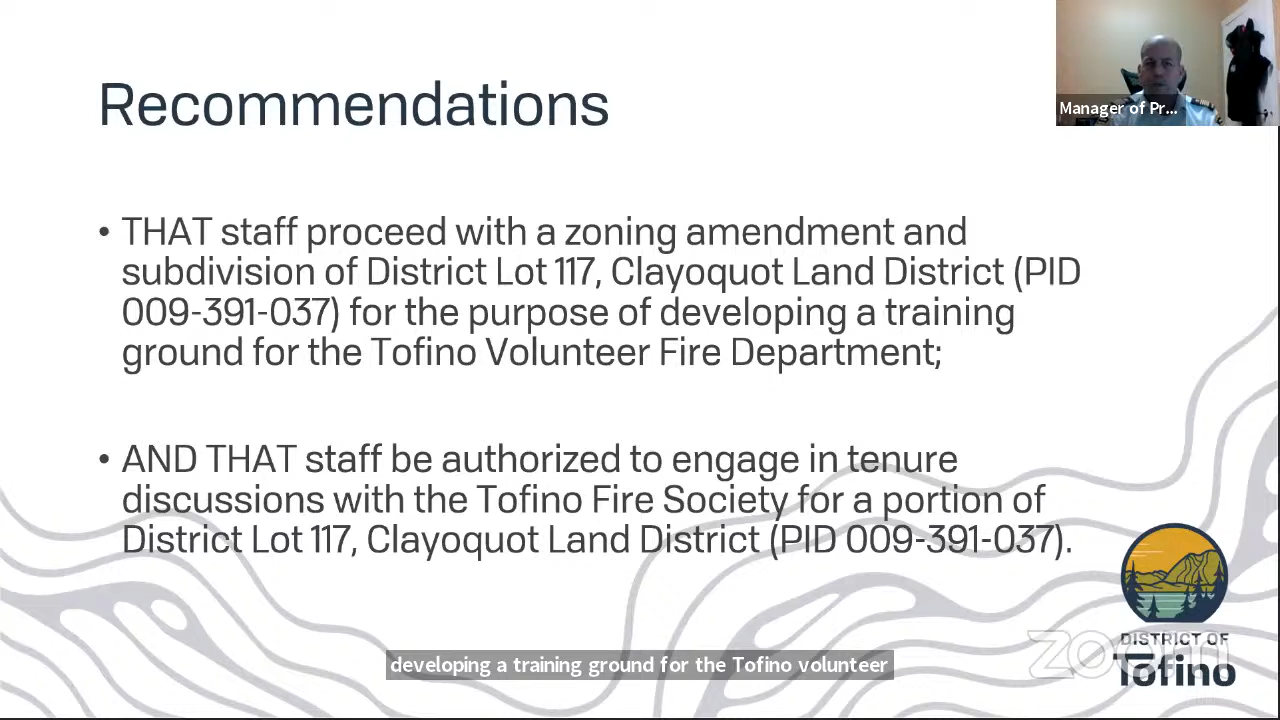 Recommendations
Manager of Pr...
• THAT staff proceed with a zoning amendment and
subdivision of District Lot 117, Clayoquot Land District (PID
009-391-037) for the purpose of developing a training
ground for the Tofino Volunteer Fire Department;
• AND THAT staff be authorized to engage in tenure
discussions with the Tofino Fire Society for a portion of
District Lot 117, Clayoquot Land District (PID 009-391-037).
DISTRICT OF
Tofino
zoom
developing a training ground for the Tofino volunteer